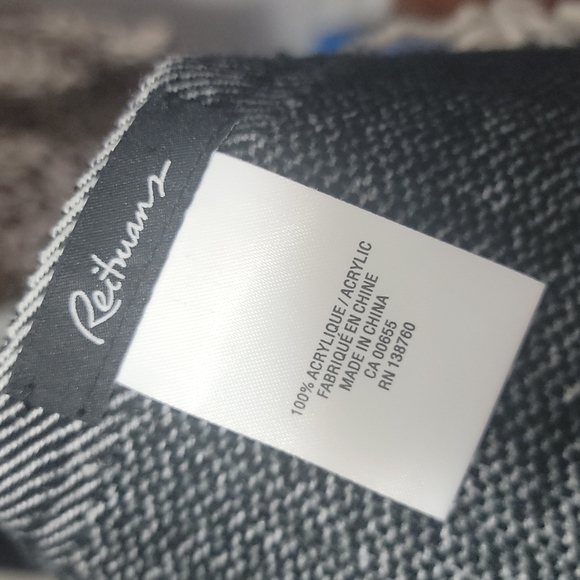 Reitmans
100% ACRYLIQUE / ACRYLIC
FABRIQUÉ EN CHINE
MADE IN CHINA
CA 00655
RN 138760